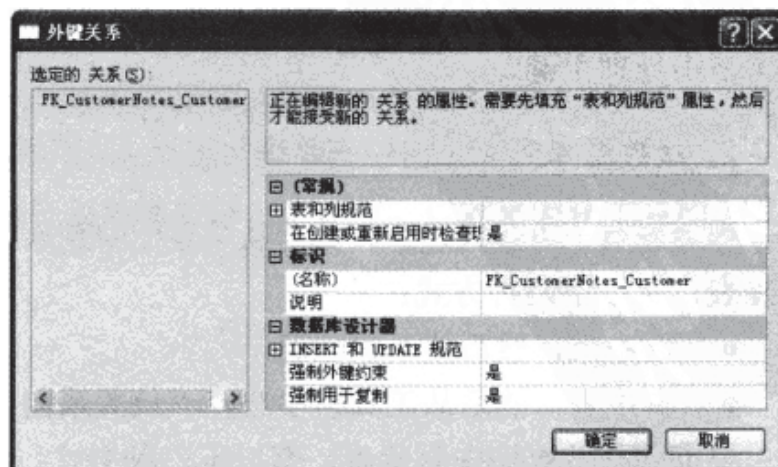 外键关系
选定的 关系(S):
FK_CustomerNotes_Customer
正在编辑新的 关系 的属性。需要先填充“表和列规范”属性，然后
才能接受新的 关系。
(常规)
表和列规范
在创建或重新启用时检查现 是
标识
(名称) FK_CustomerNotes_Customer
说明
数据库设计器
INSERT 和 UPDATE 规范
强制外键约束 是
强制用于复制 是
确定 取消